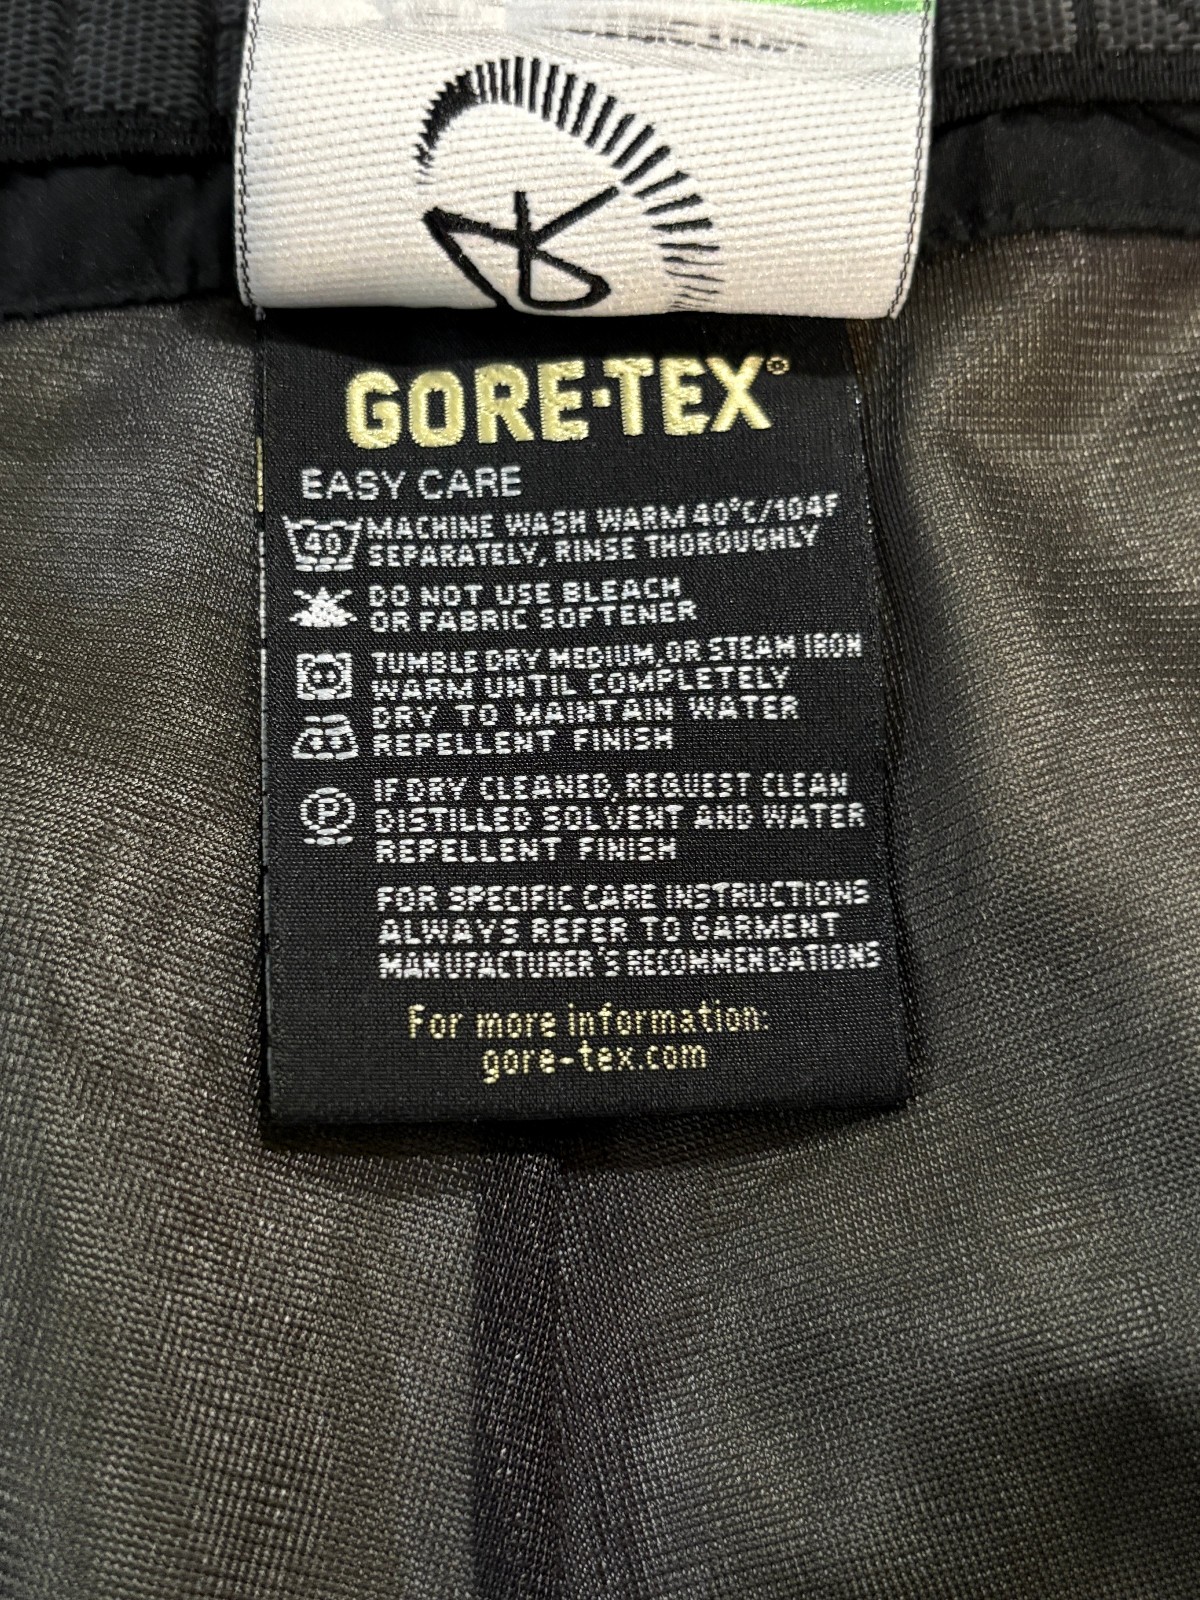 GORE-TEX®
EASY CARE
40 MACHINE WASH WARM 40°C/104F
SEPARATELY, RINSE THOROUGHLY
DO NOT USE BLEACH
OR FABRIC SOFTENER
TUMBLE DRY MEDIUM, OR STEAM IRON
WARM UNTIL COMPLETELY
DRY TO MAINTAIN WATER
REPELLENT FINISH
IF DRY CLEANED, REQUEST CLEAN
P DISTILLED SOLVENT AND WATER
REPELLENT FINISH
FOR SPECIFIC CARE INSTRUCTIONS
ALWAYS REFER TO GARMENT
MANUFACTURER'S RECOMMENDATIONS
For more information:
gore-tex.com